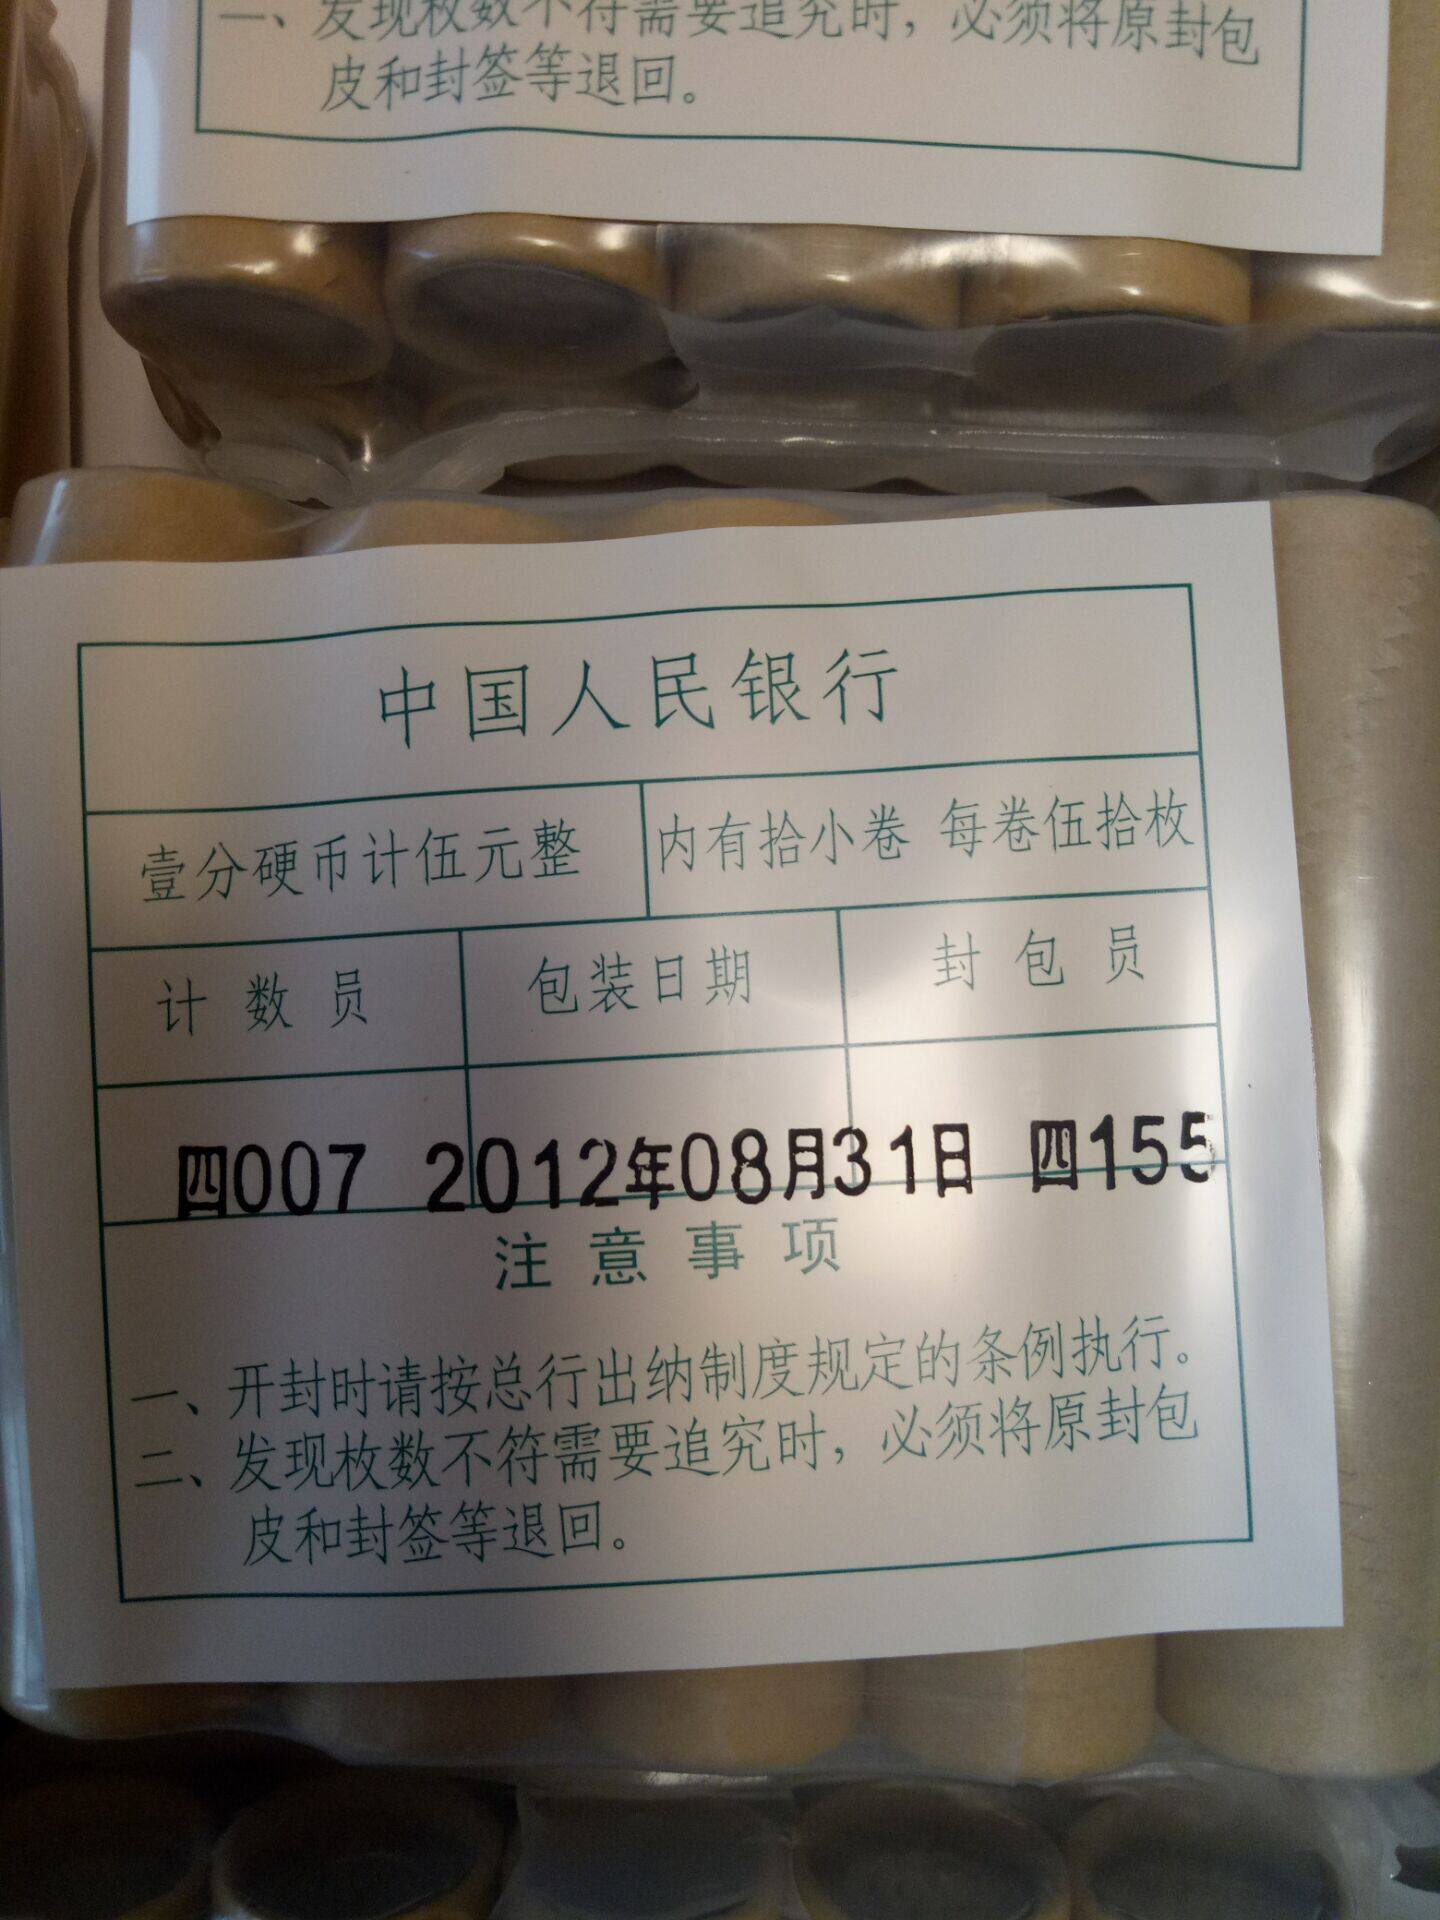 二、发现枚数不符需要追究时，必须将原封包
皮和封签等退回。
中国人民银行
壹分硬币计伍元整 内有拾小卷 每卷伍拾枚
计数员 包装日期 封包员
四007 2012年08月31日 四155
注意事项
一、开封时请按总行出纳制度规定的条例执行。
二、发现枚数不符需要追究时，必须将原封包
皮和封签等退回。